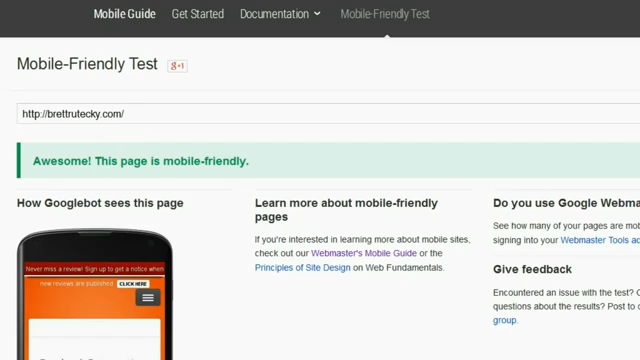 Mobile Guide Get Started Documentation Mobile-Friendly Test
Mobile-Friendly Test g+1
http://brettrutecky.com/
Awesome! This page is mobile-friendly.
How Googlebot sees this page
Never miss a review! Sign up to get a notice when
new reviews are published CLICK HERE
Learn more about mobile-friendly
pages
If you're interested in learning more about mobile sites,
check out our Webmaster's Mobile Guide or the
Principles of Site Design on Web Fundamentals.
Do you use Google Webma
See how many of your pages are mob
signing into your Webmaster Tools ac
Give feedback
Encountered an issue with the test? C
questions about the results? Post to o
group.